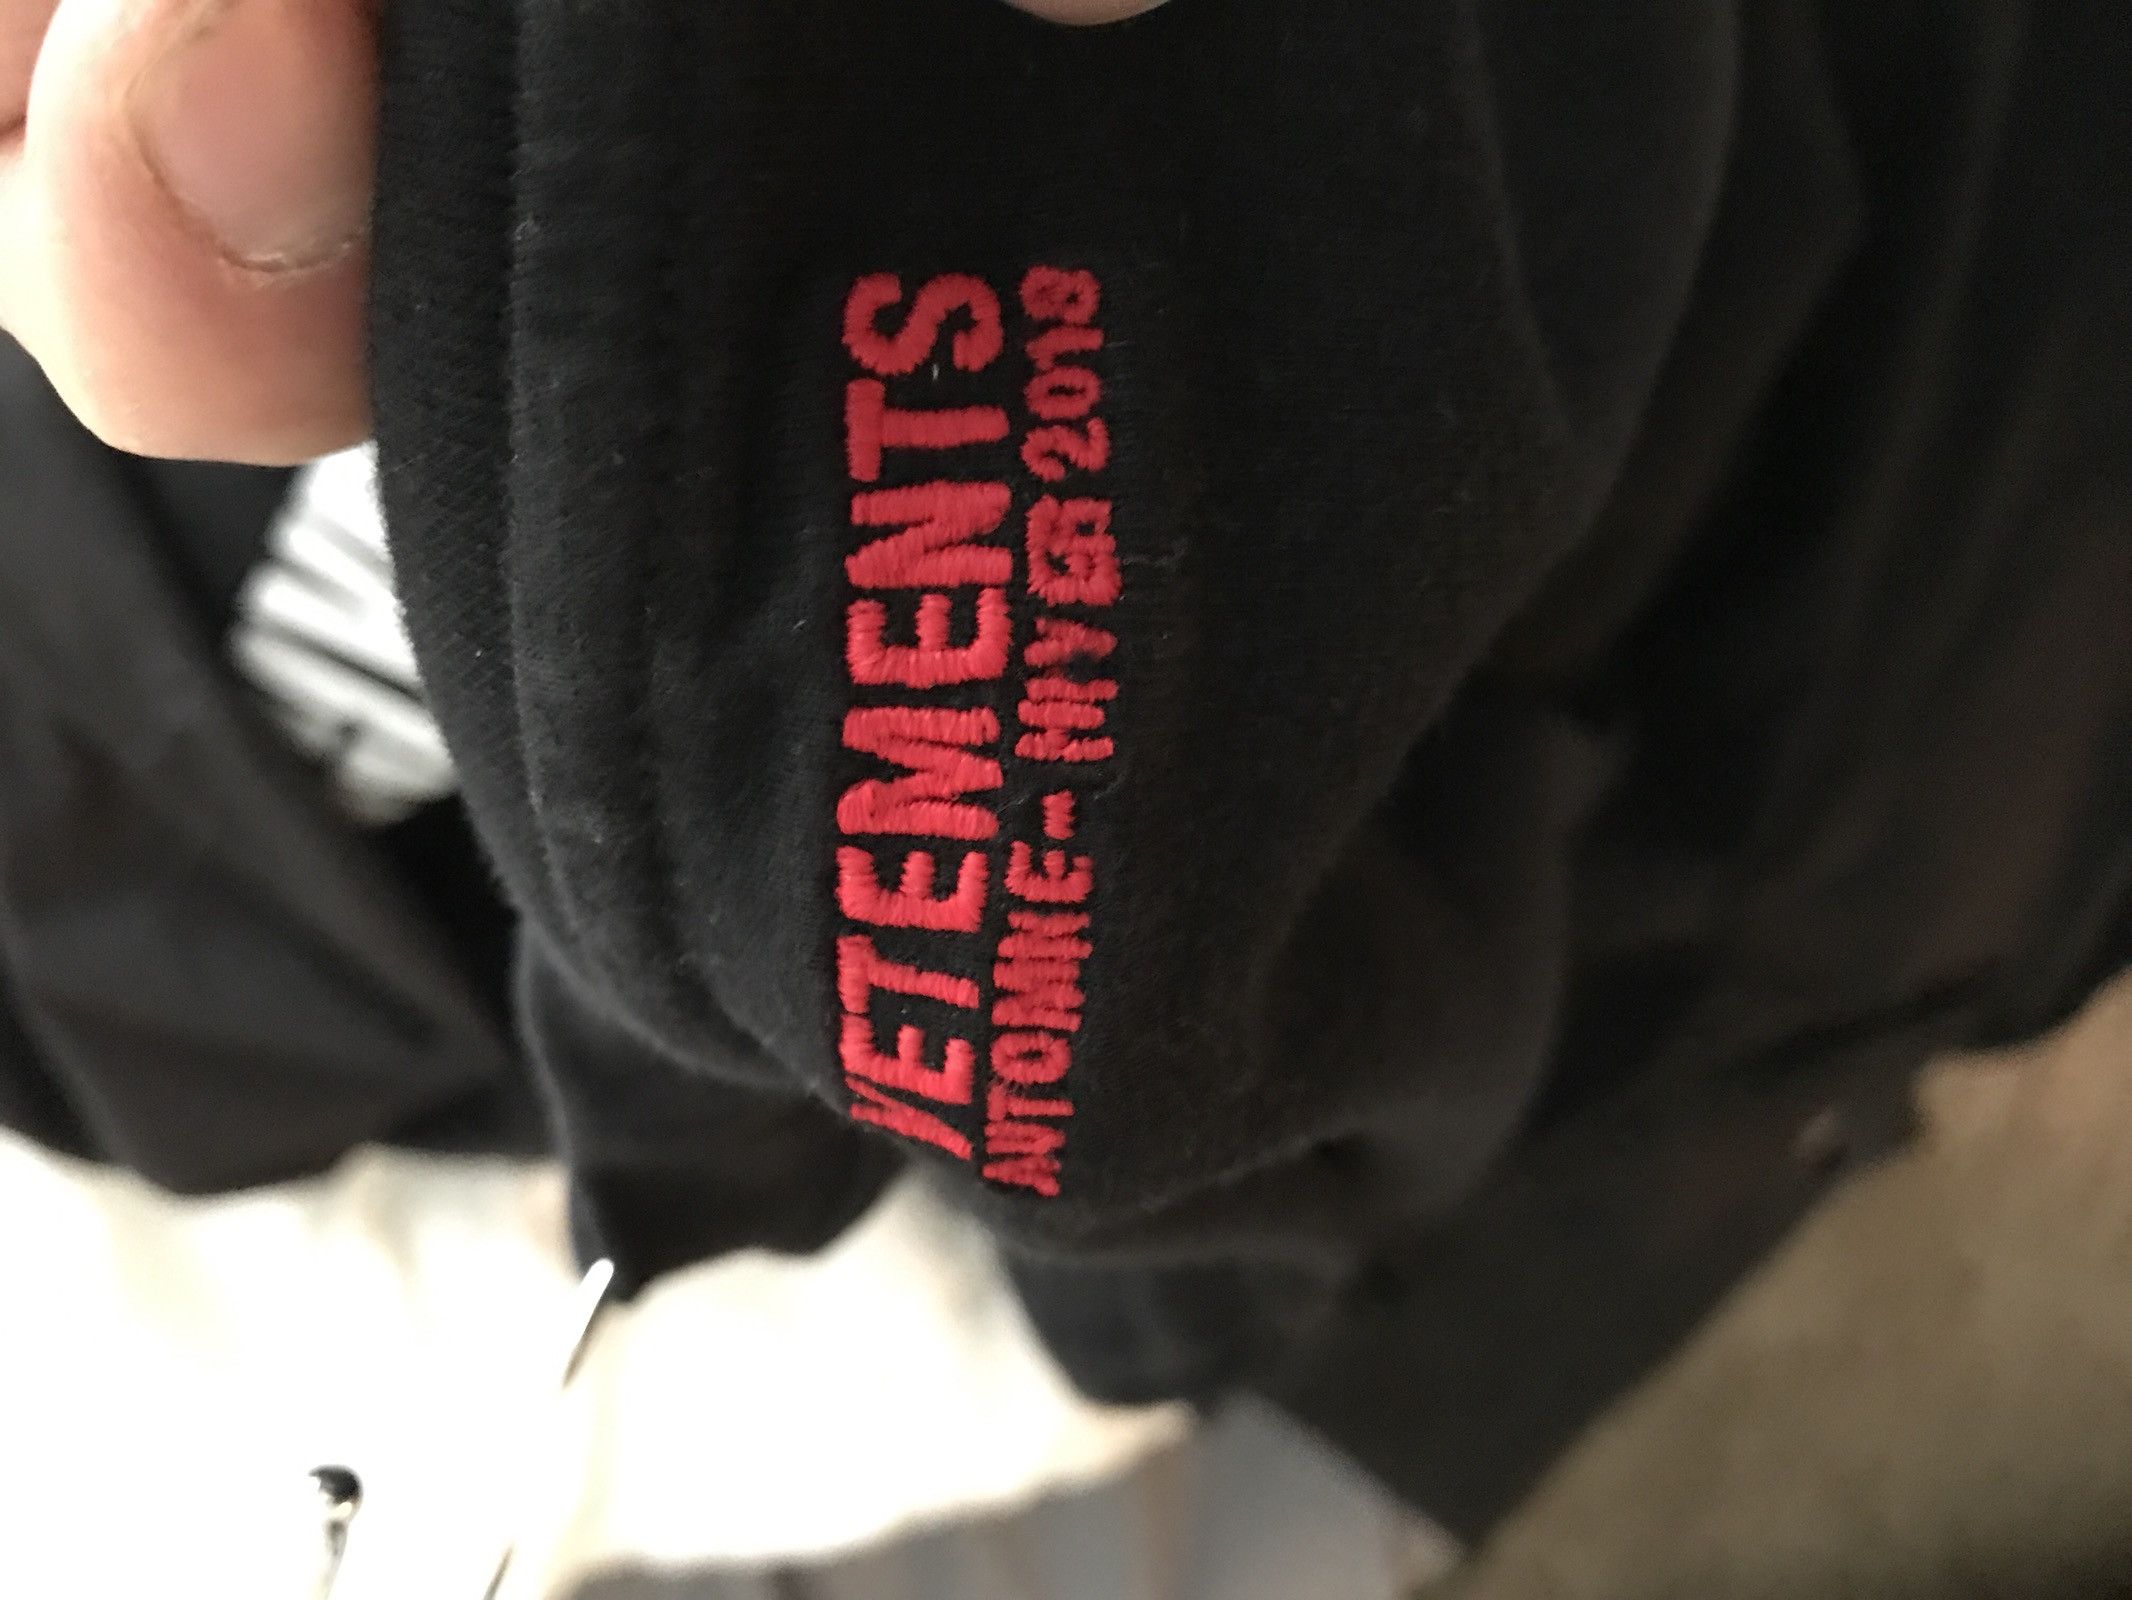 VETEMENTS
AUTOMNE - HIVER 2018